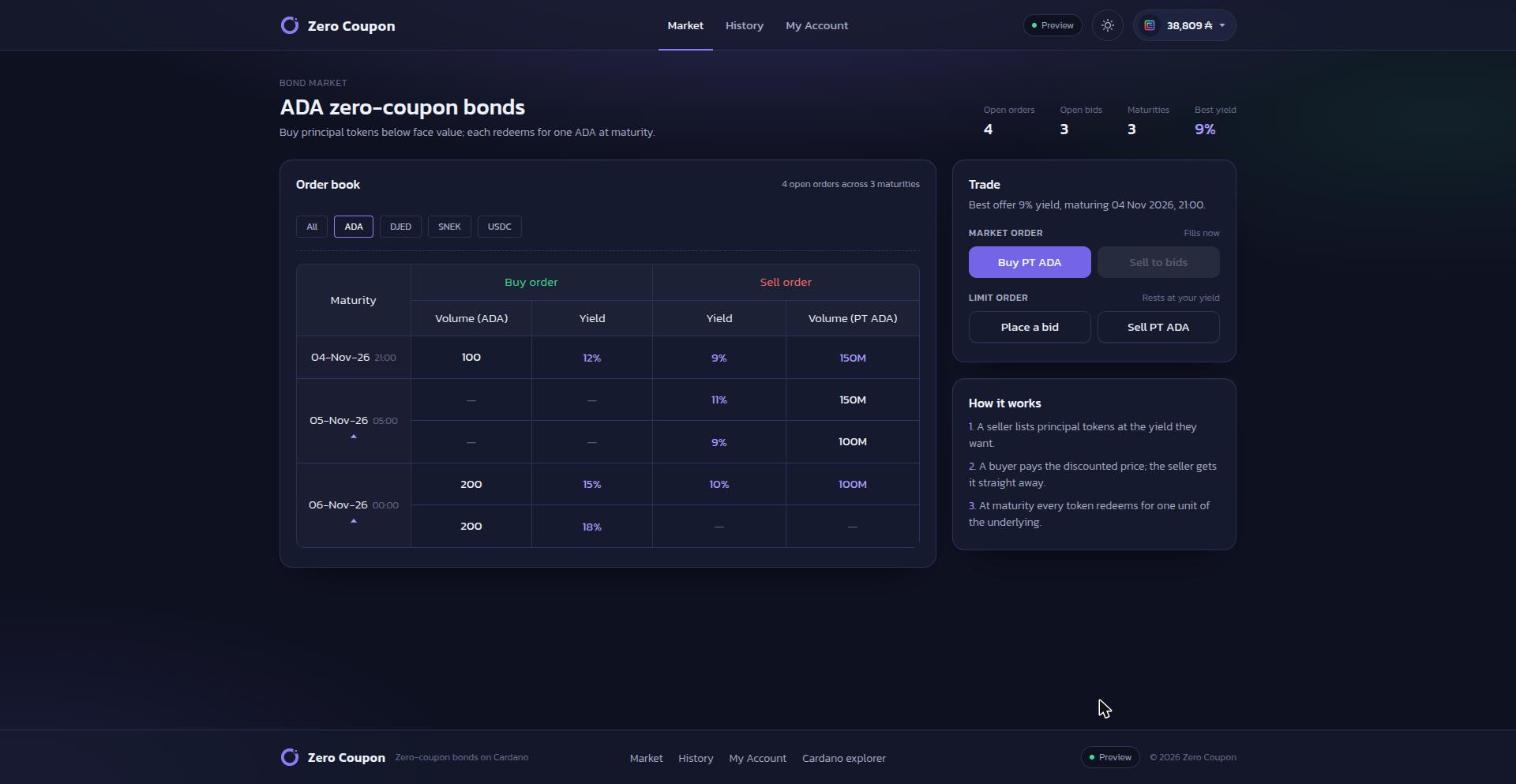 Zero Coupon
Market History My Account
Preview
38,809 ₳
BOND MARKET
ADA zero-coupon bonds
Buy principal tokens below face value; each redeems for one ADA at maturity.
Open orders Open bids Maturities Best yield
4 3 3 9%
Order book
4 open orders across 3 maturities
All ADA DJED SNEK USDC
Maturity
Buy order Sell order
Volume (ADA) Yield Yield Volume (PT ADA)
04-Nov-26 21:00 100 12% 9% 150M
05-Nov-26 05:00
— — 11% 150M
— — 9% 100M
06-Nov-26 00:00
200 15% 10% 100M
200 18% — —
Trade
Best offer 9% yield, maturing 04 Nov 2026, 21:00.
MARKET ORDER Fills now
Buy PT ADA Sell to bids
LIMIT ORDER Rests at your yield
Place a bid Sell PT ADA
How it works
1. A seller lists principal tokens at the yield they
want.
2. A buyer pays the discounted price; the seller gets
it straight away.
3. At maturity every token redeems for one unit of
the underlying.
Zero Coupon Zero-coupon bonds on Cardano
Market History My Account Cardano explorer
Preview © 2026 Zero Coupon